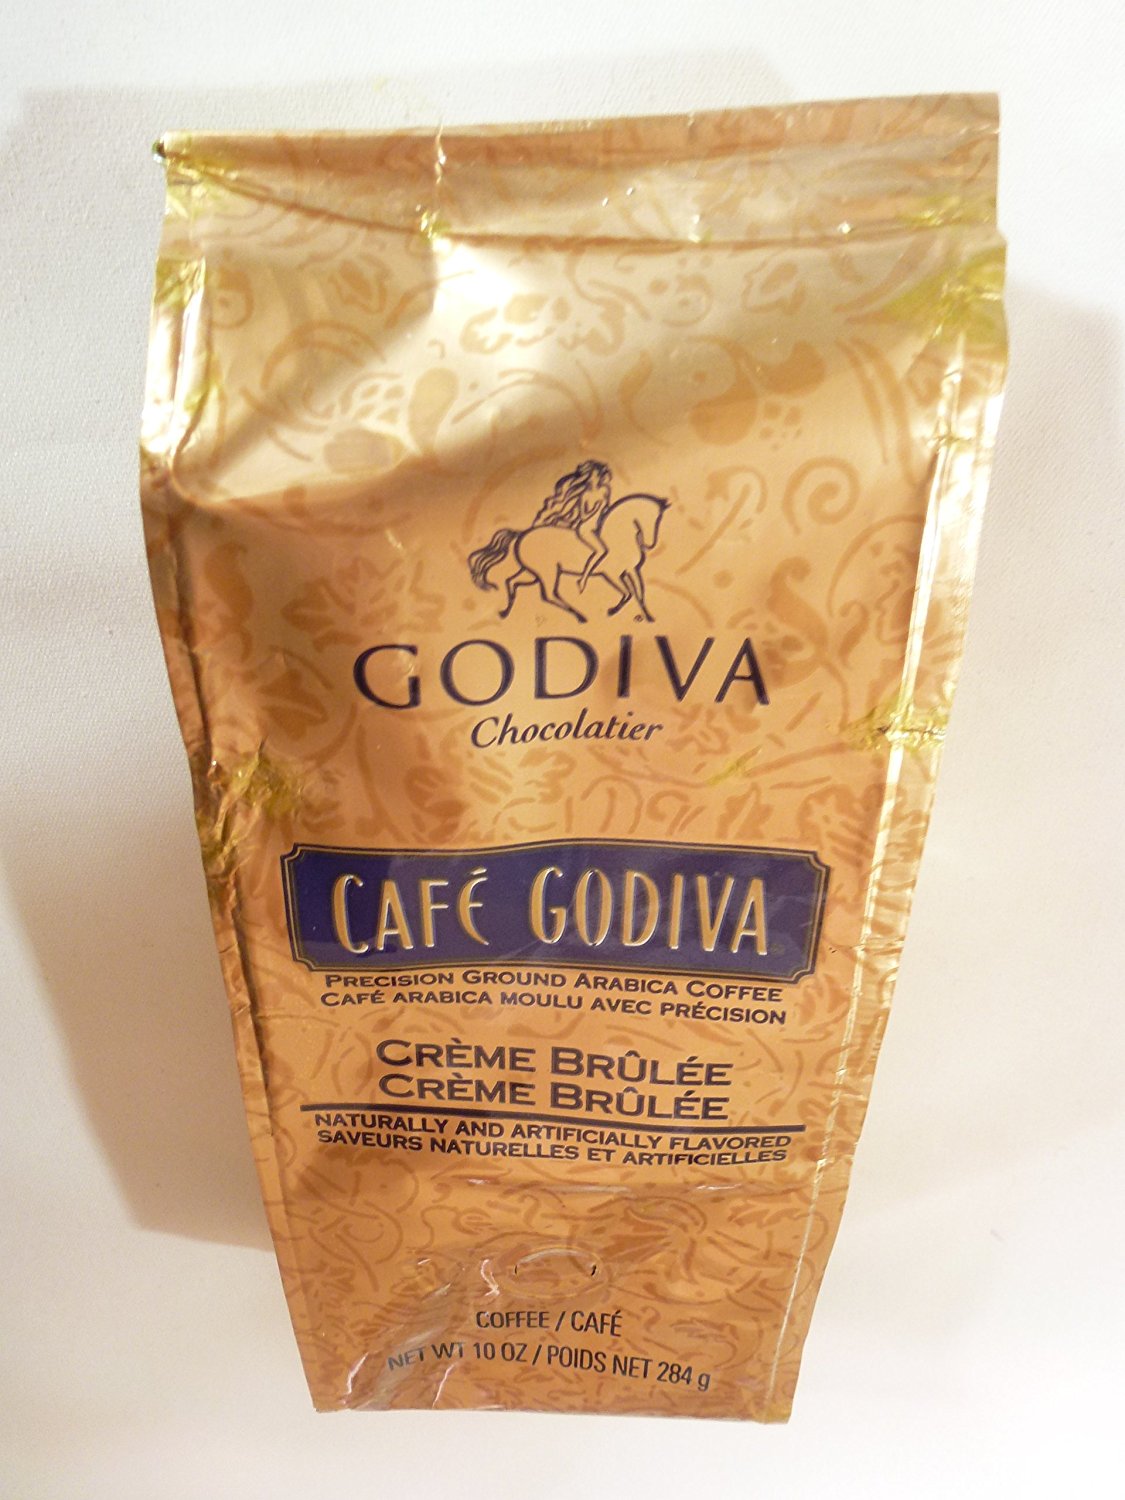 GODIVA
Chocolatier
CAFÉ GODIVA
PRECISION GROUND ARABICA COFFEE
CAFÉ ARABICA MOULU AVEC PRÉCISION
CRÈME BRÛLÉE
CRÈME BRÛLÉE
NATURALLY AND ARTIFICIALLY FLAVORED
SAVEURS NATURELLES ET ARTIFICIELLES
COFFEE / CAFÉ
NET WT 10 OZ / POIDS NET 284 g